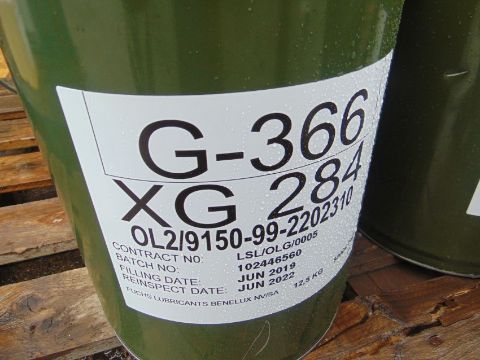 G-366
XG 284
OL2/9150-99-2202310
CONTRACT NO: LSL/OLG/0005
BATCH NO: 102446560
FILLING DATE: JUN 2019
REINSPECT DATE: JUN 2022
FUCHS LUBRICANTS BENELUX NV/SA 12,5 KG